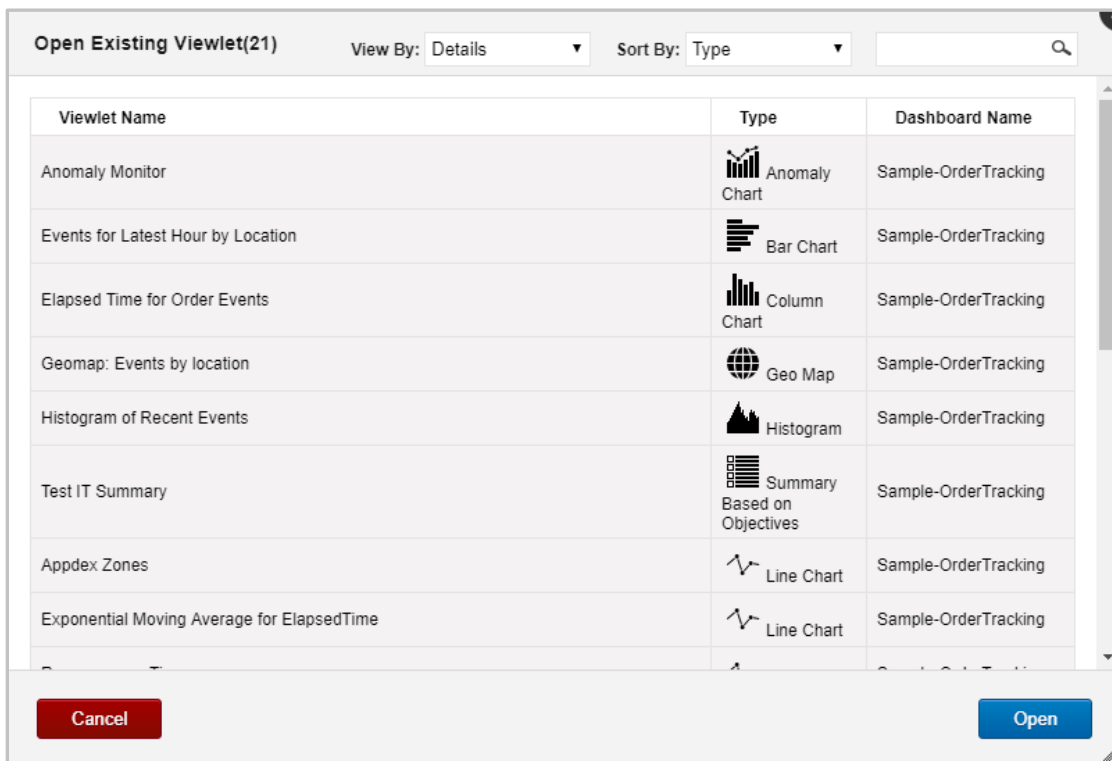 Open Existing Viewlet(21) View By: Details Sort By: Type
Viewlet Name Type Dashboard Name
Anomaly Monitor Anomaly Chart Sample-OrderTracking
Events for Latest Hour by Location Bar Chart Sample-OrderTracking
Elapsed Time for Order Events Column Chart Sample-OrderTracking
Geomap: Events by location Geo Map Sample-OrderTracking
Histogram of Recent Events Histogram Sample-OrderTracking
Test IT Summary Summary Based on Objectives Sample-OrderTracking
Appdex Zones Line Chart Sample-OrderTracking
Exponential Moving Average for ElapsedTime Line Chart Sample-OrderTracking
Cancel Open